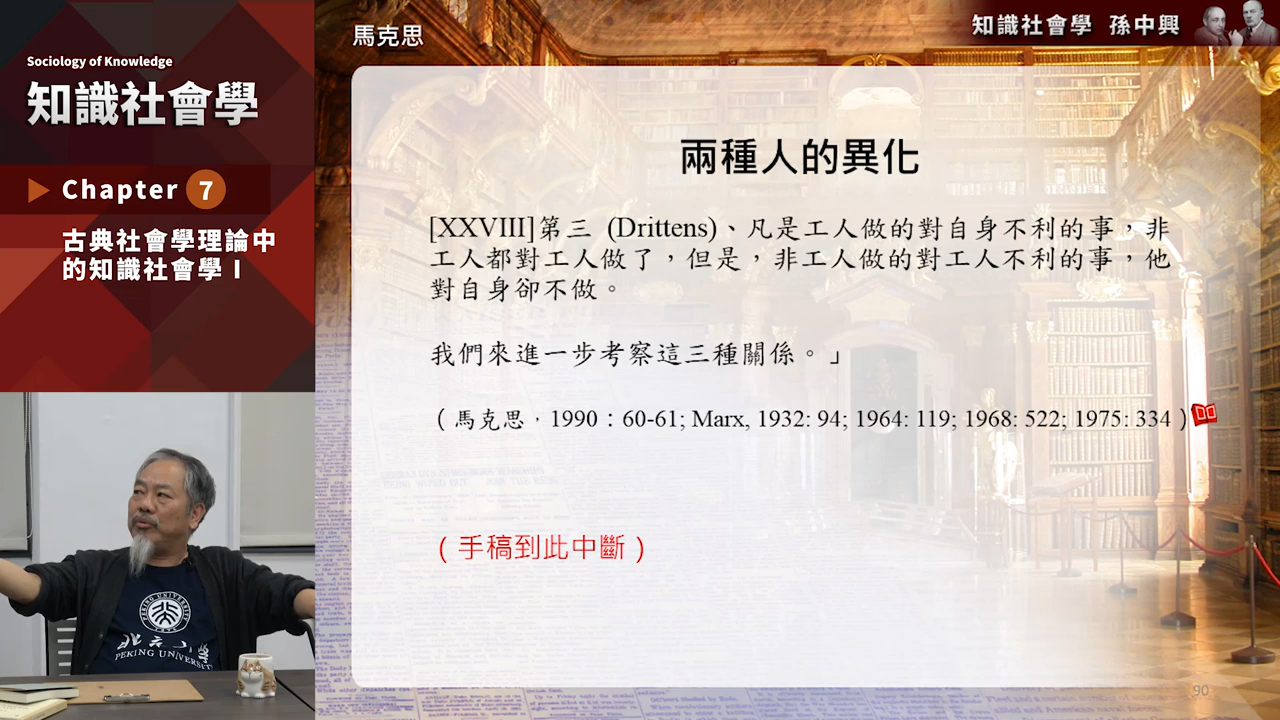 Sociology of Knowledge
知識社會學
Chapter 7
古典社會學理論中
的知識社會學 I
馬克思
知識社會學 孫中興
兩種人的異化
[XXVIII]第三 (Drittens)、凡是工人做的對自身不利的事，非
工人都對工人做了，但是，非工人做的對工人不利的事，他
對自身卻不做。
我們來進一步考察這三種關係。」
（馬克思，1990：60-61; Marx, 1932: 94; 1964: 119; 1968: 522; 1975: 334）
（手稿到此中斷）
PEKING UNIVERSITY
90